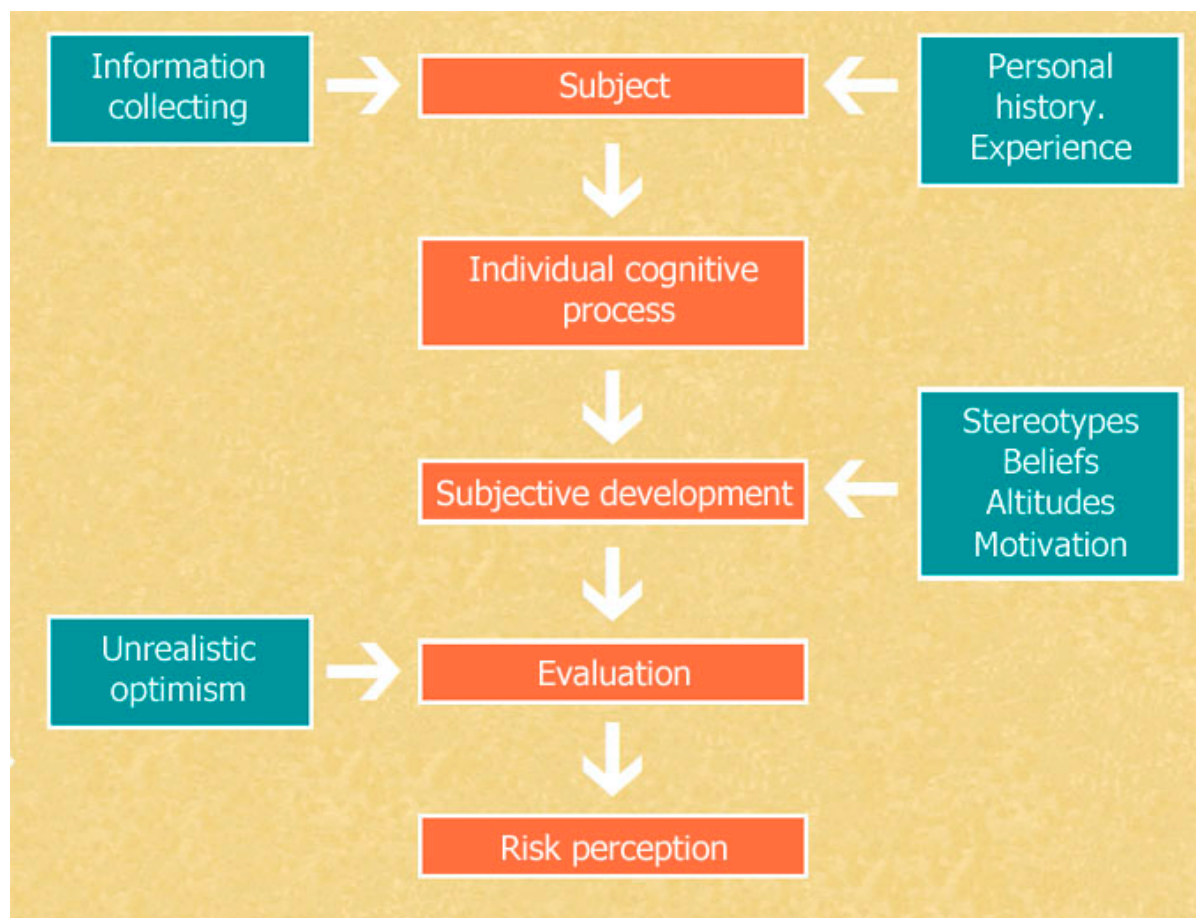 Information
collecting
Subject
Personal
history.
Experience
Individual cognitive
process
Subjective development
Stereotypes
Beliefs
Altitudes
Motivation
Unrealistic
optimism
Evaluation
Risk perception